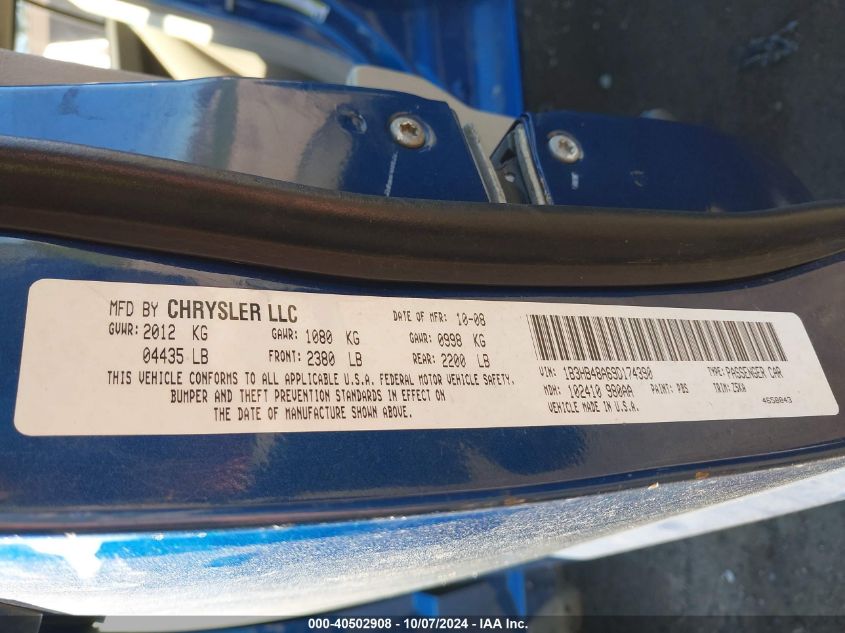 MFD BY CHRYSLER LLC DATE OF MFR: 10-08
GVWR: 2012 KG GAWR: 1080 KG GAWR: 0998 KG
04435 LB FRONT: 2380 LB REAR: 2200 LB
THIS VEHICLE CONFORMS TO ALL APPLICABLE U.S.A. FEDERAL MOTOR VEHICLE SAFETY,
BUMPER AND THEFT PREVENTION STANDARDS IN EFFECT ON
THE DATE OF MANUFACTURE SHOWN ABOVE.
VIN: 1B3HB48A69D174390 TYPE: PASSENGER CAR
MDH: 102410 980AA PAINT: PBS TRIM: ZSKA
VEHICLE MADE IN U.S.A. 4658043
000-40502908 - 10/07/2024 - IAA Inc.